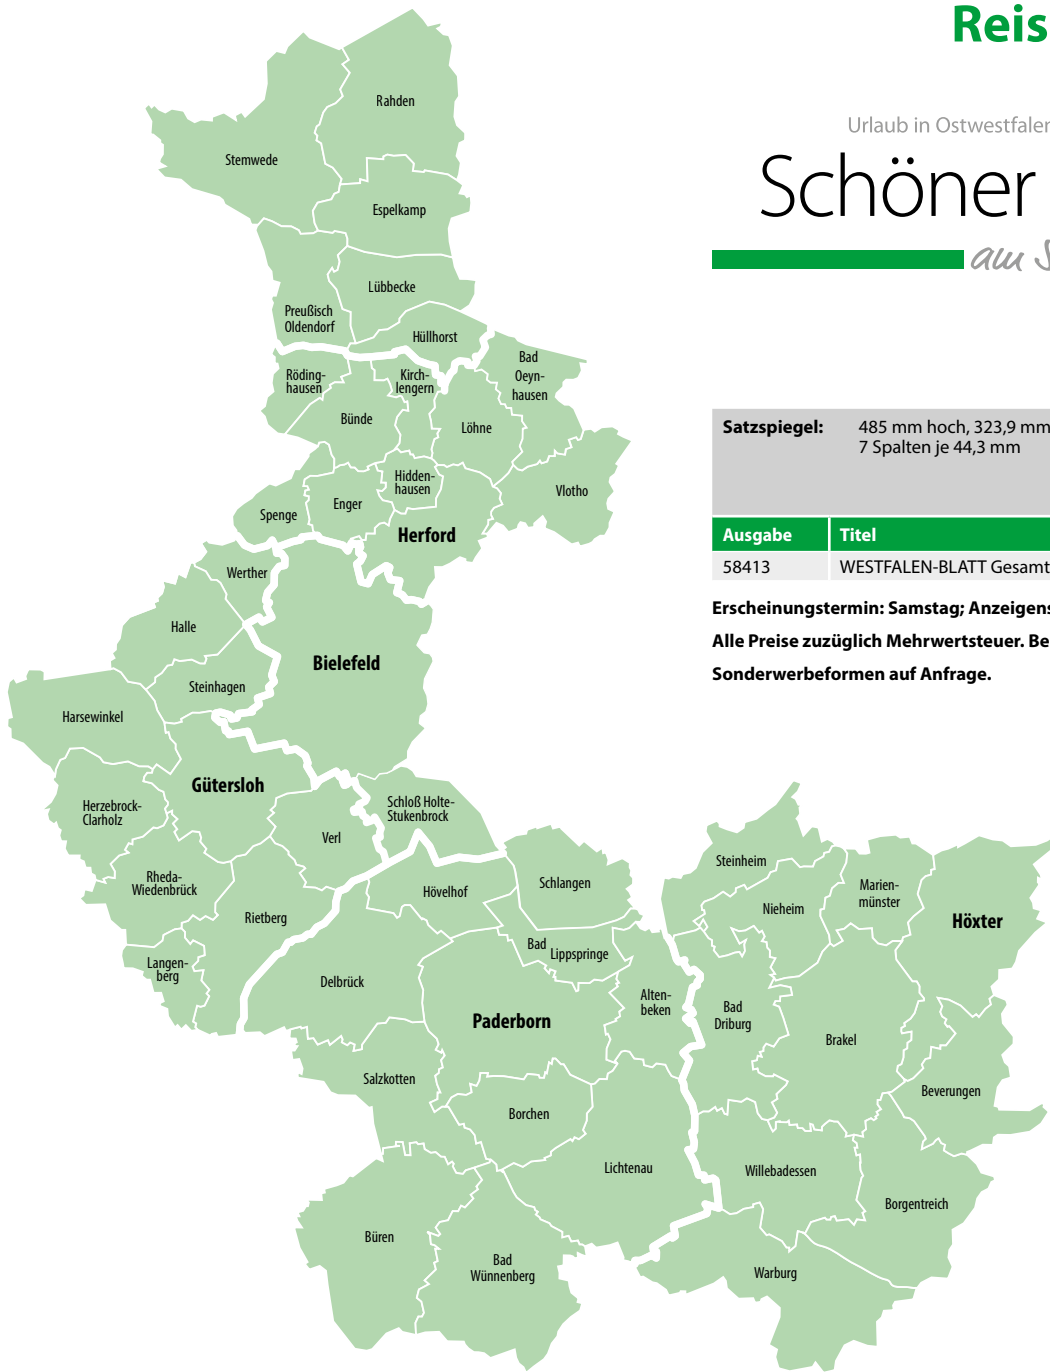 Reis
Urlaub in Ostwestfalen
Schöner
am S
Satzspiegel: 485 mm hoch, 323,9 mm
7 Spalten je 44,3 mm
Ausgabe Titel
58413 WESTFALEN-BLATT Gesamt
Erscheinungstermin: Samstag; Anzeigens
Alle Preise zuzüglich Mehrwertsteuer. Be
Sonderwerbeformen auf Anfrage.
Rahden
Stemwede
Espelkamp
Lübbecke
Preußisch
Oldendorf
Hüllhorst
Bad
Oeyn-
hausen
Röding-
hausen
Kirch-
lengern
Bünde
Löhne
Hidden-
hausen
Vlotho
Enger
Spenge
Herford
Werther
Halle
Bielefeld
Steinhagen
Harsewinkel
Gütersloh
Herzebrock-
Clarholz
Schloß Holte-
Stukenbrock
Verl
Rheda-
Wiedenbrück
Rietberg
Langen-
berg
Hövelhof
Schlangen
Steinheim
Nieheim
Marien-
münster
Höxter
Bad
Lippspringe
Delbrück
Alten-
beken
Paderborn
Bad
Driburg
Brakel
Salzkotten
Beverungen
Borchen
Lichtenau
Willebadessen
Borgentreich
Büren
Bad
Wünnenberg
Warburg